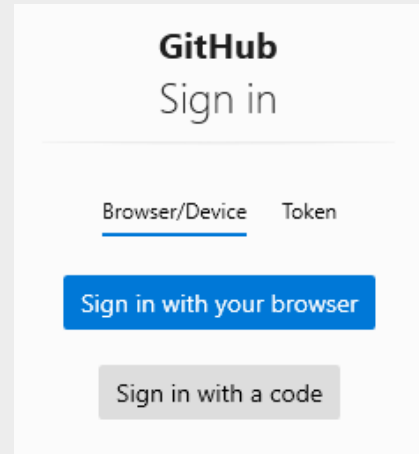 GitHub
Sign in
Browser/Device Token
Sign in with your browser
Sign in with a code